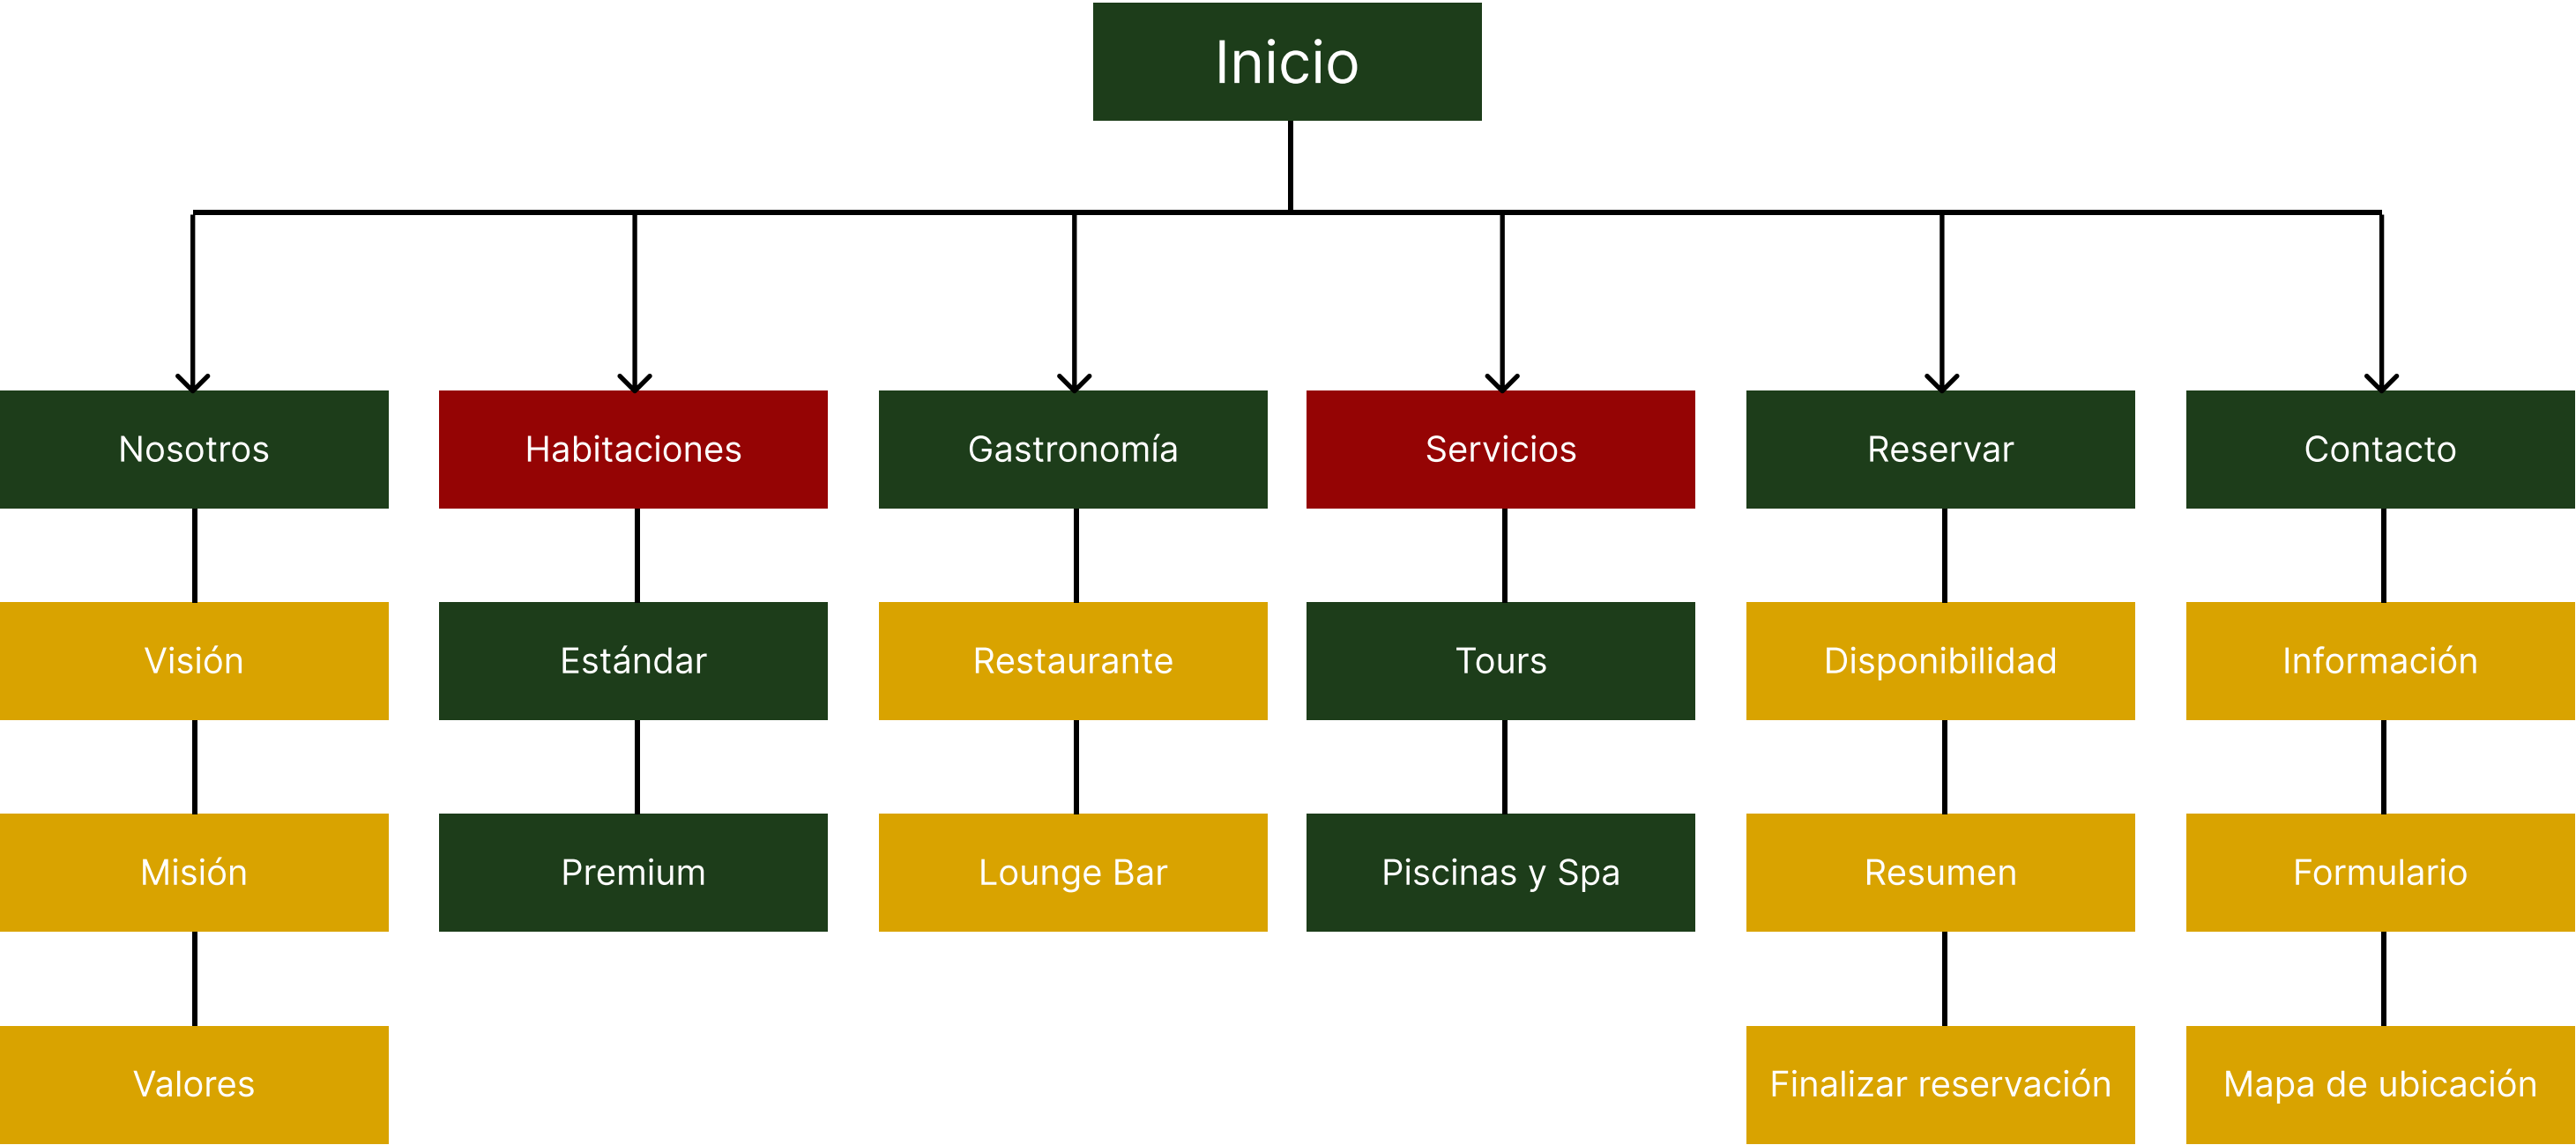 Inicio
Nosotros
Habitaciones
Gastronomía
Servicios
Reservar
Contacto
Visión
Estándar
Restaurante
Tours
Disponibilidad
Información
Misión
Premium
Lounge Bar
Piscinas y Spa
Resumen
Formulario
Valores
Finalizar reservación
Mapa de ubicación